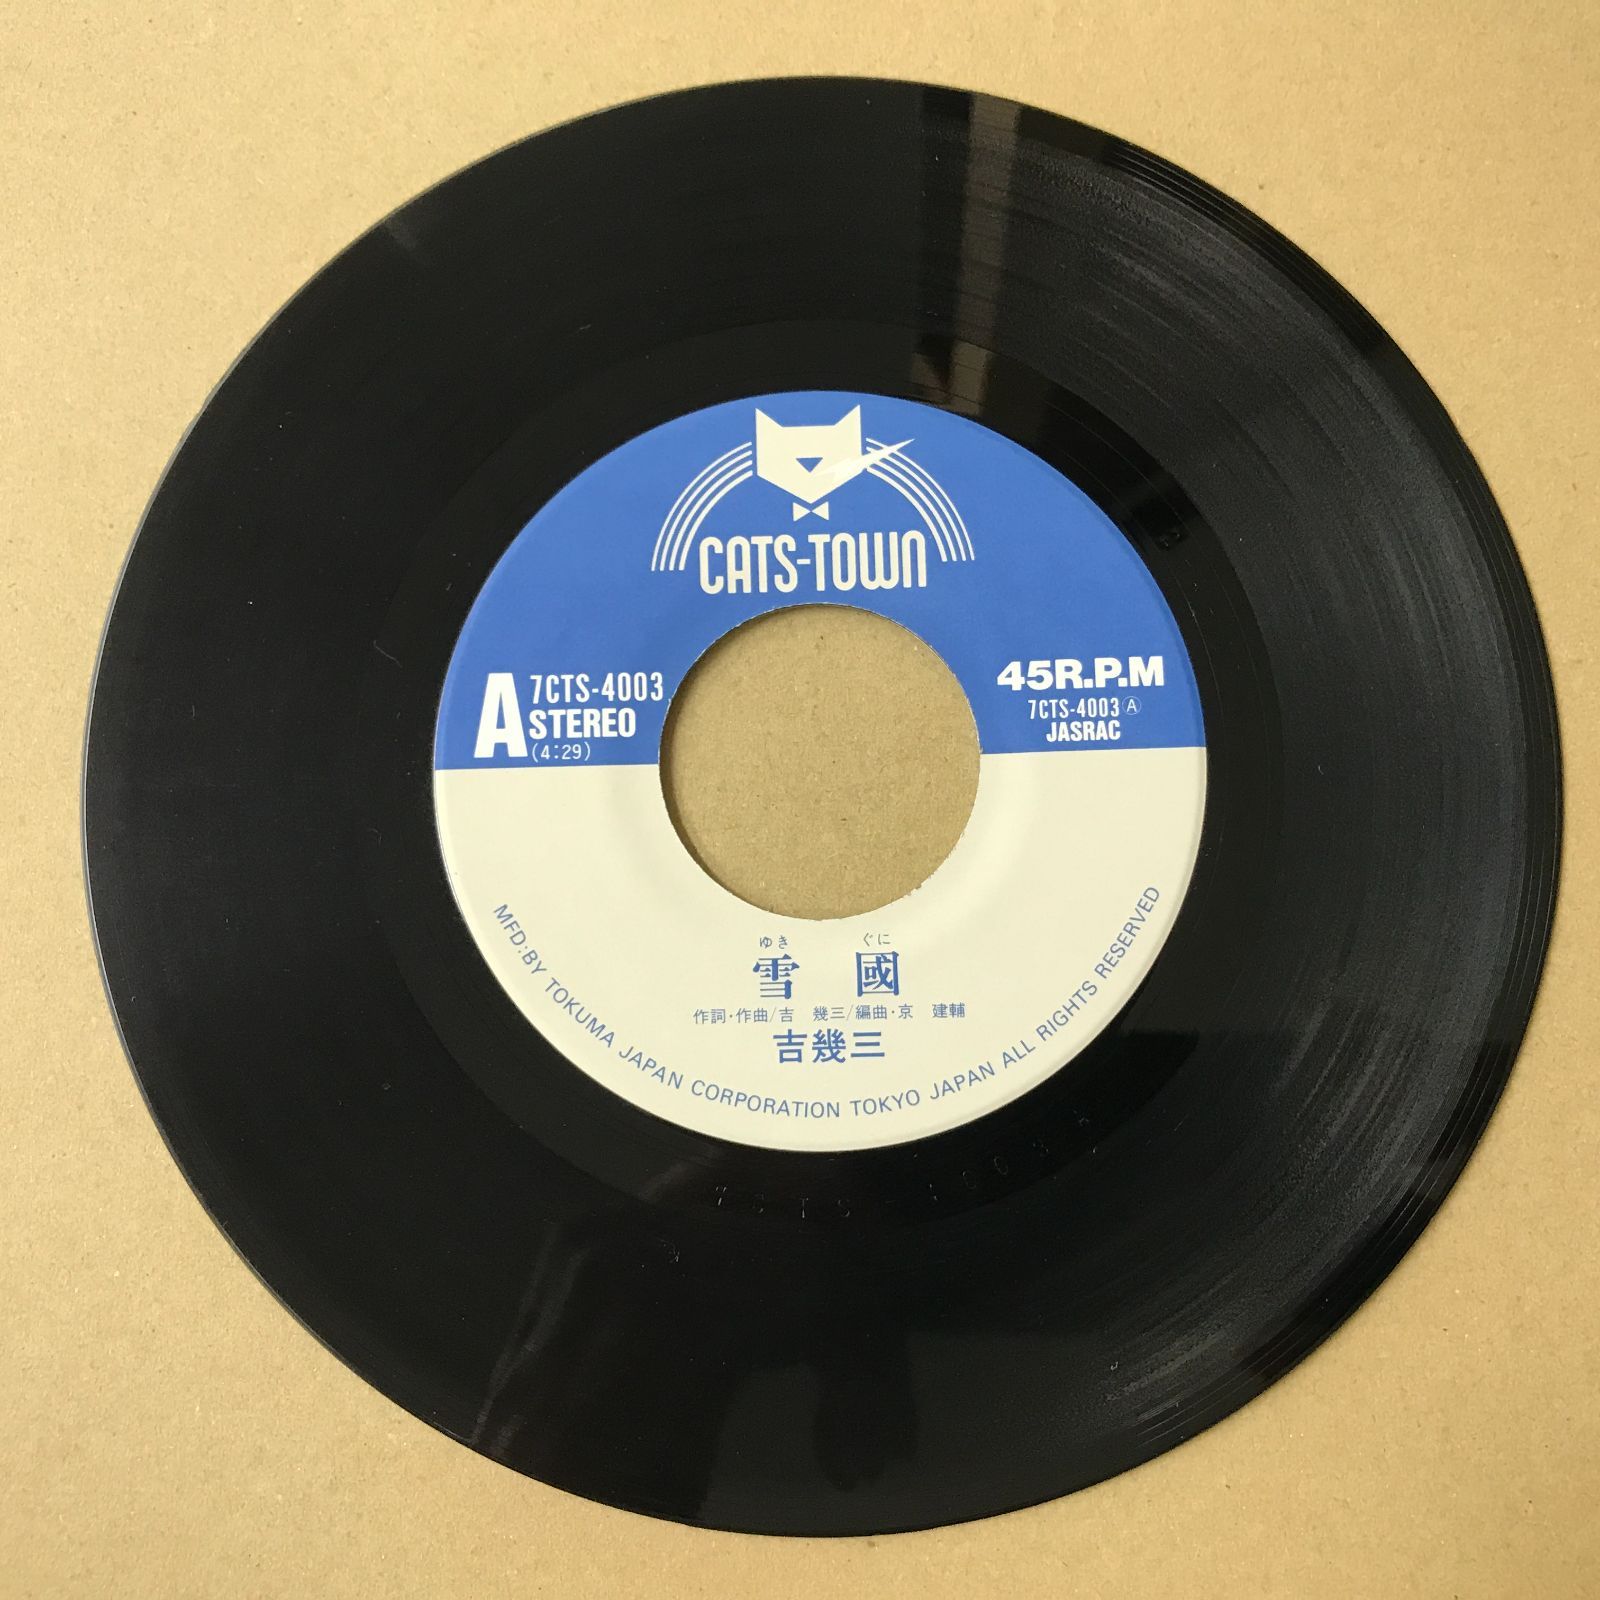 CATS-TOWN
A 7CTS-4003
STEREO
(4:29)
45R.P.M
7CTS-4003 Ⓐ
JASRAC
ゆき ぐに
雪 國
作詞・作曲/吉 幾三/編曲・京 建輔
吉幾三
MFD:BY TOKUMA JAPAN CORPORATION TOKYO JAPAN ALL RIGHTS RESERVED